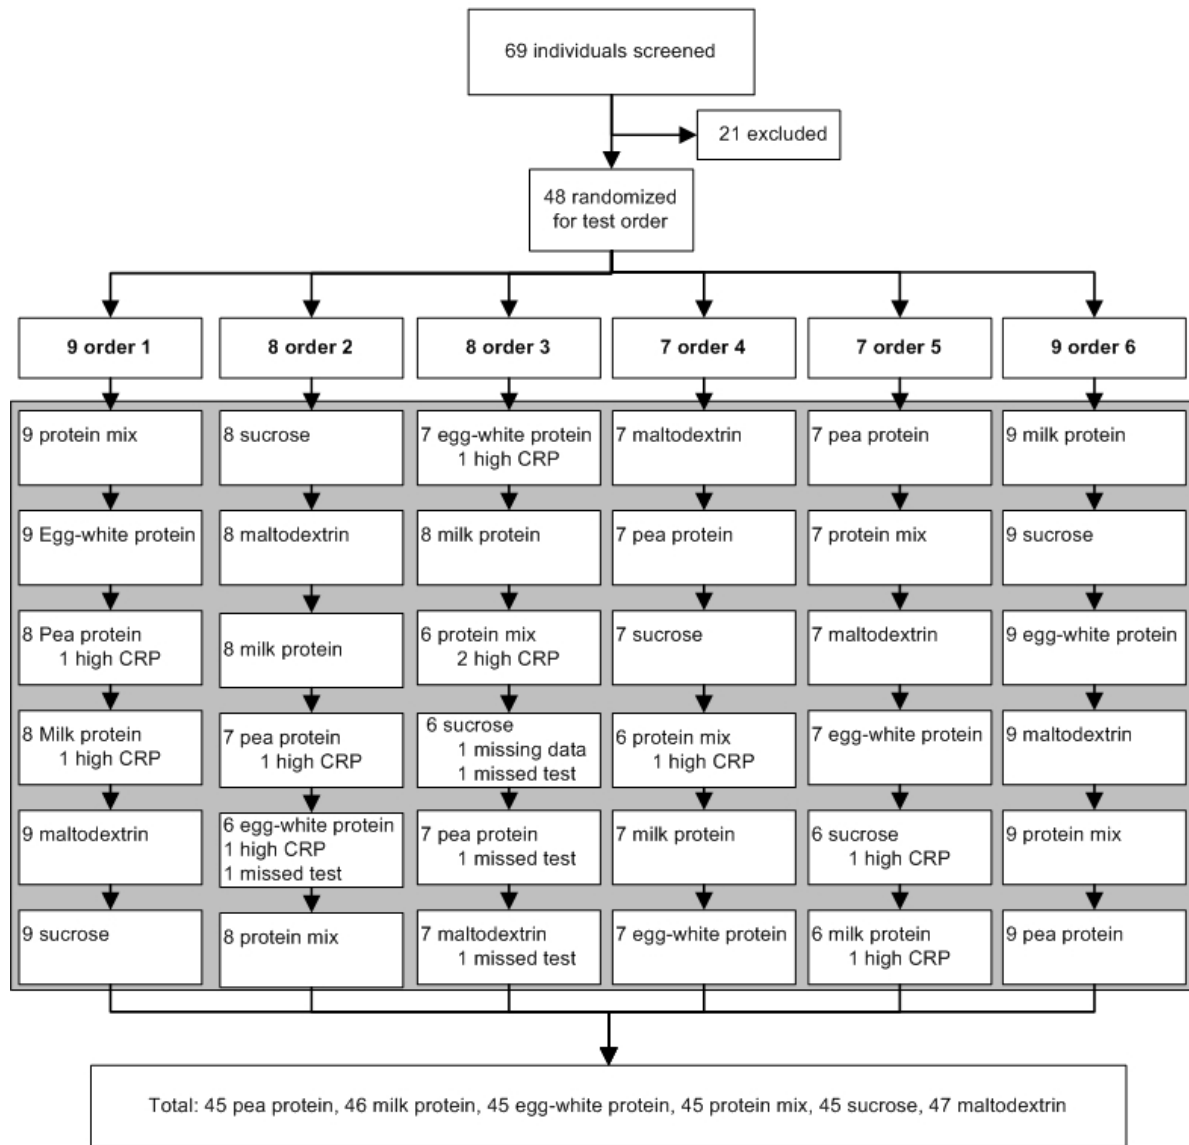 69 individuals screened
21 excluded
48 randomized
for test order
9 order 1
8 order 2
8 order 3
7 order 4
7 order 5
9 order 6
9 protein mix
8 sucrose
7 egg-white protein
1 high CRP
7 maltodextrin
7 pea protein
9 milk protein
9 Egg-white protein
8 maltodextrin
8 milk protein
7 pea protein
7 protein mix
9 sucrose
8 Pea protein
1 high CRP
8 milk protein
6 protein mix
2 high CRP
7 sucrose
7 maltodextrin
9 egg-white protein
8 Milk protein
1 high CRP
7 pea protein
1 high CRP
6 sucrose
1 missing data
1 missed test
6 protein mix
1 high CRP
7 egg-white protein
9 maltodextrin
9 maltodextrin
6 egg-white protein
1 high CRP
1 missed test
7 pea protein
1 missed test
7 milk protein
6 sucrose
1 high CRP
9 protein mix
9 sucrose
8 protein mix
7 maltodextrin
1 missed test
7 egg-white protein
6 milk protein
1 high CRP
9 pea protein
Total: 45 pea protein, 46 milk protein, 45 egg-white protein, 45 protein mix, 45 sucrose, 47 maltodextrin